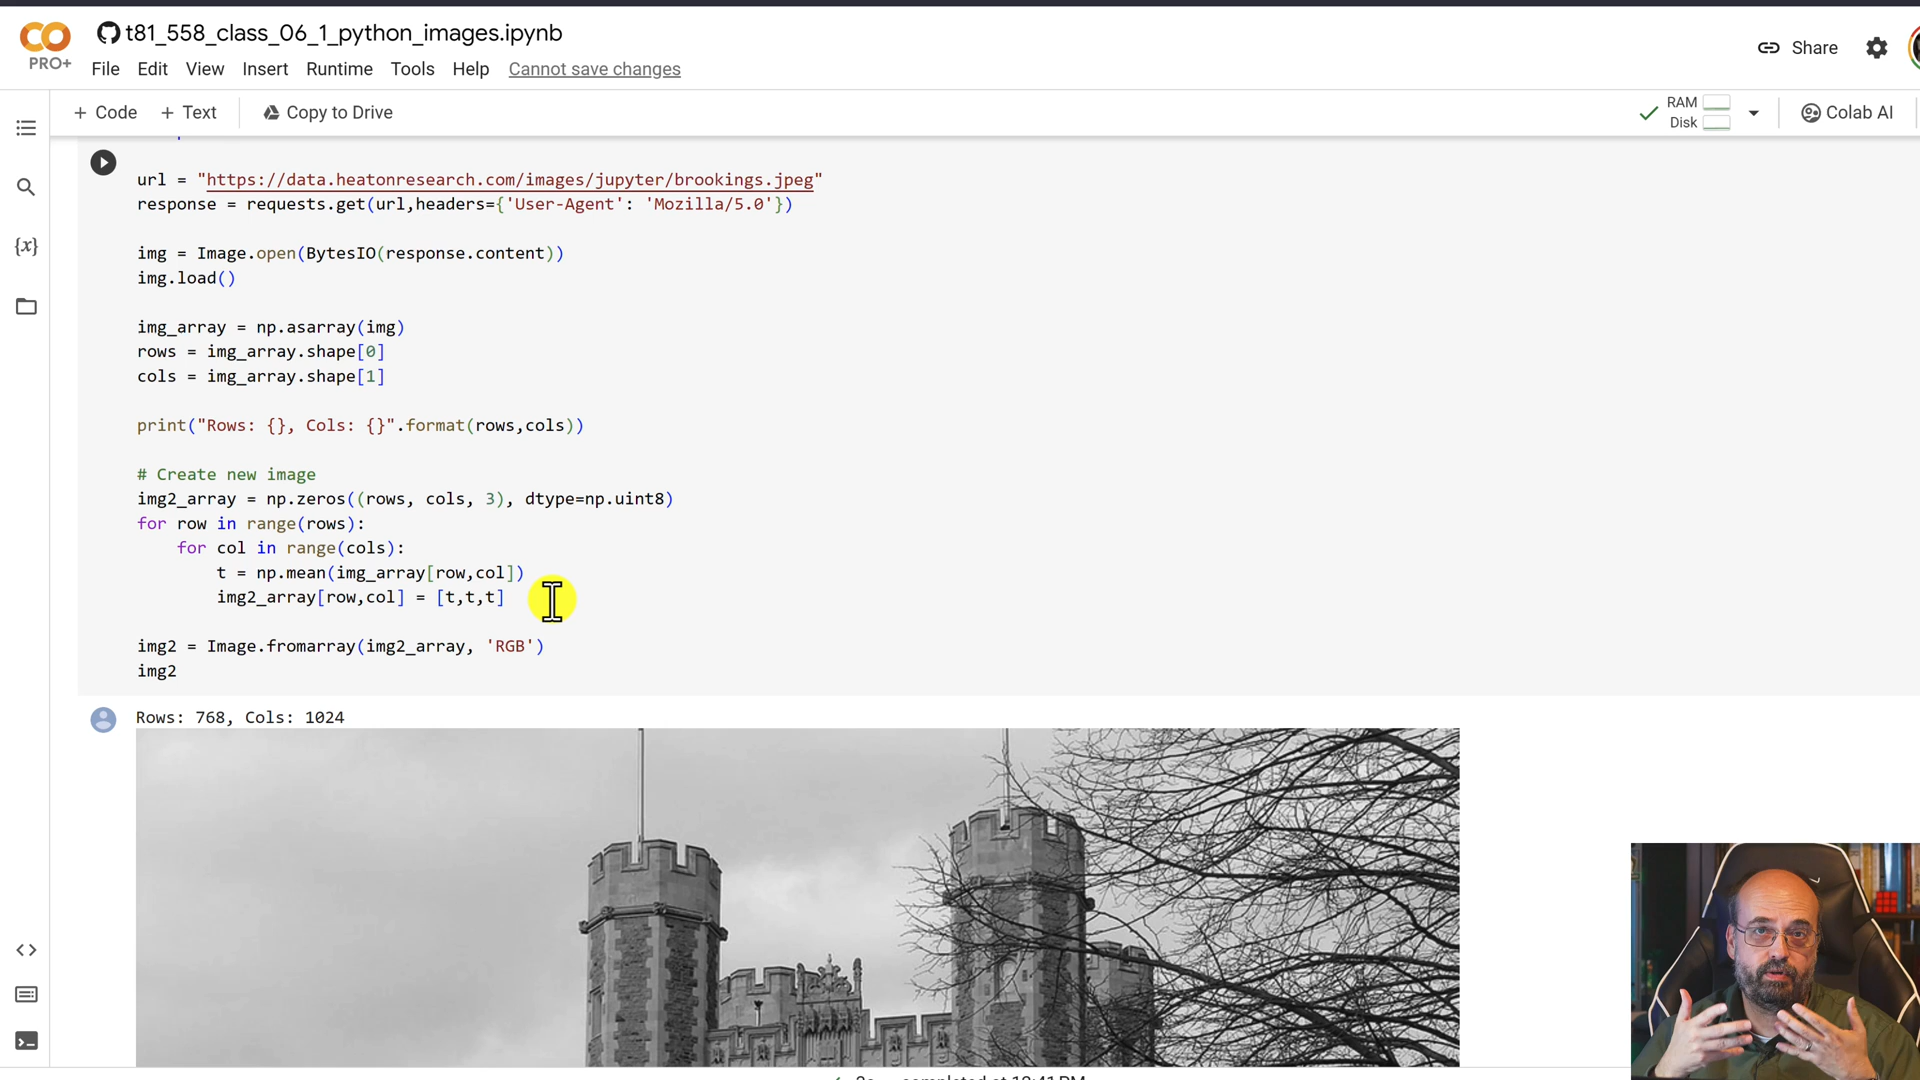 t81_558_class_06_1_python_images.ipynb
PRO+
File Edit View Insert Runtime Tools Help Cannot save changes
Share
+ Code + Text Copy to Drive
RAM
Disk
Colab AI
{x}
url = "https://data.heatonresearch.com/images/jupyter/brookings.jpeg"
response = requests.get(url,headers={'User-Agent': 'Mozilla/5.0'})
img = Image.open(BytesIO(response.content))
img.load()
img_array = np.asarray(img)
rows = img_array.shape[0]
cols = img_array.shape[1]
print("Rows: {}, Cols: {}".format(rows,cols))
# Create new image
img2_array = np.zeros((rows, cols, 3), dtype=np.uint8)
for row in range(rows):
for col in range(cols):
t = np.mean(img_array[row,col])
img2_array[row,col] = [t,t,t]
img2 = Image.fromarray(img2_array, 'RGB')
img2
Rows: 768, Cols: 1024